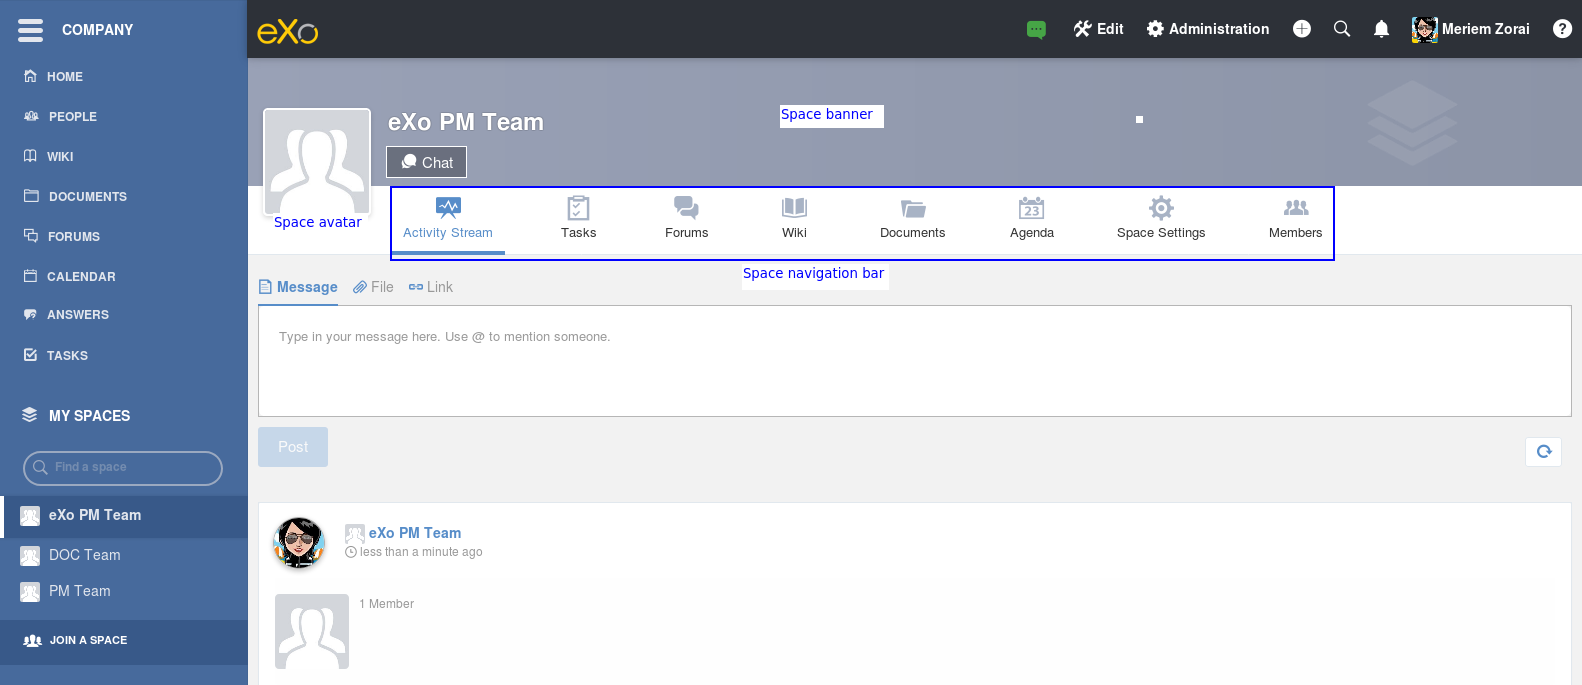 COMPANY
eXo
Edit
Administration
Meriem Zorai
?
HOME
PEOPLE
WIKI
DOCUMENTS
FORUMS
CALENDAR
ANSWERS
TASKS
MY SPACES
Find a space
eXo PM Team
DOC Team
PM Team
JOIN A SPACE
eXo PM Team
Space banner
Chat
Space avatar
Activity Stream
Tasks
Forums
Wiki
Documents
23
Agenda
Space Settings
Members
Space navigation bar
Message
File
Link
Type in your message here. Use @ to mention someone.
Post
eXo PM Team
less than a minute ago
1 Member